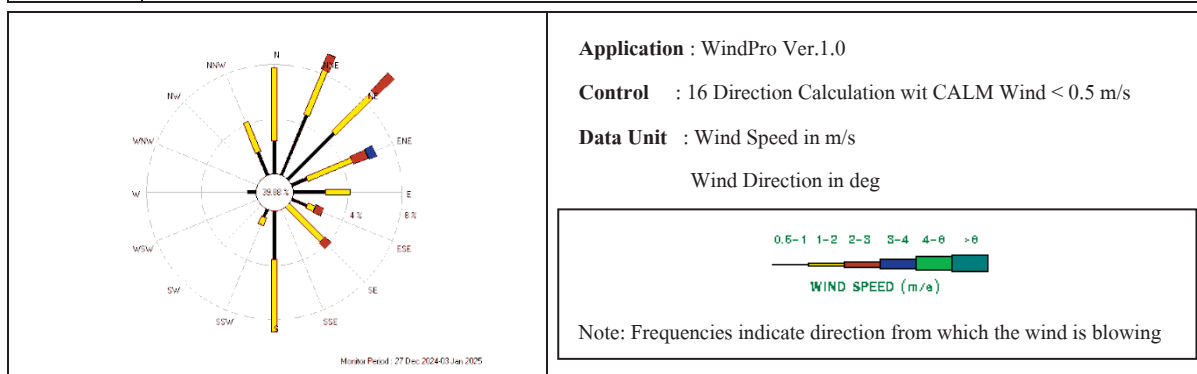 N
NNW
NNE
NW
NE
WNW
ENE
39.88 %
W
E
4 %
8 %
WSW
ESE
SW
SE
SSW
SSE
S
Monitor Period : 27 Dec 2024-03 Jan 2025
Application : WindPro Ver.1.0
Control : 16 Direction Calculation wit CALM Wind < 0.5 m/s
Data Unit : Wind Speed in m/s
Wind Direction in deg
0.5-1 1-2 2-3 3-4 4-6 >6
WIND SPEED (m/s)
Note: Frequencies indicate direction from which the wind is blowing